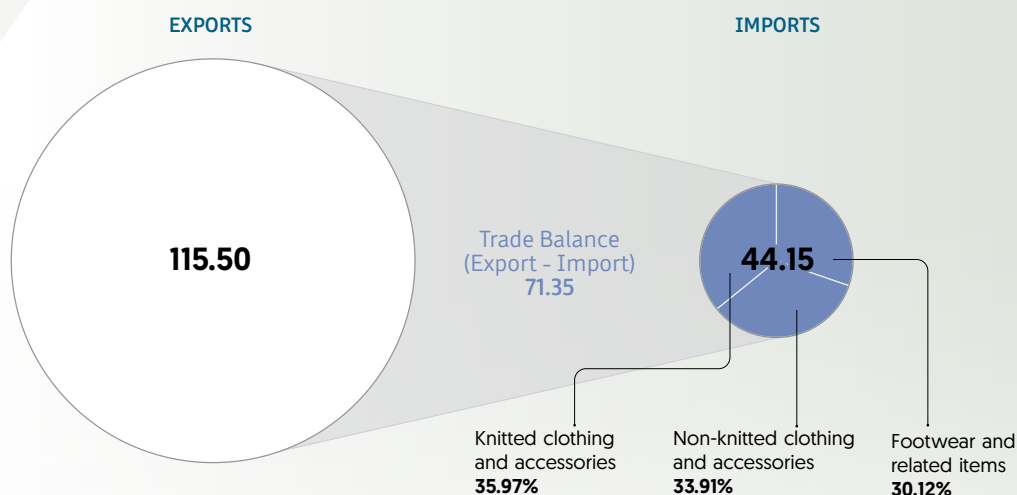 EXPORTS
IMPORTS
115.50
Trade Balance
(Export - Import)
71.35
44.15
Knitted clothing
and accessories
35.97%
Non-knitted clothing
and accessories
33.91%
Footwear and
related items
30.12%